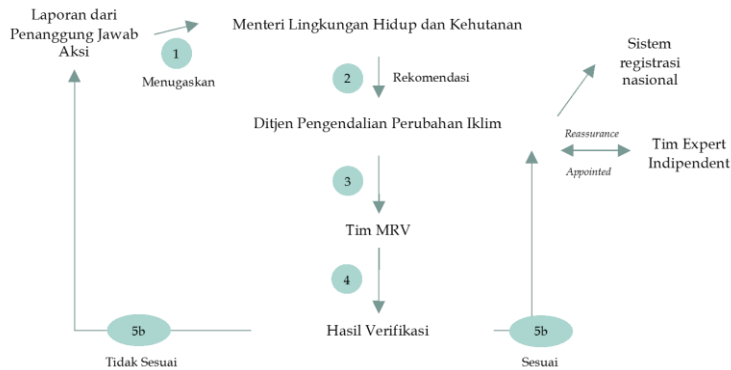 Laporan dari
Penanggung Jawab
Aksi
1
Menugaskan
Menteri Lingkungan Hidup dan Kehutanan
2
Rekomendasi
Sistem
registrasi
nasional
Ditjen Pengendalian Perubahan Iklim
Reassurance
Appointed
Tim Expert
Indipendent
3
Tim MRV
4
Hasil Verifikasi
5b
Tidak Sesuai
5b
Sesuai